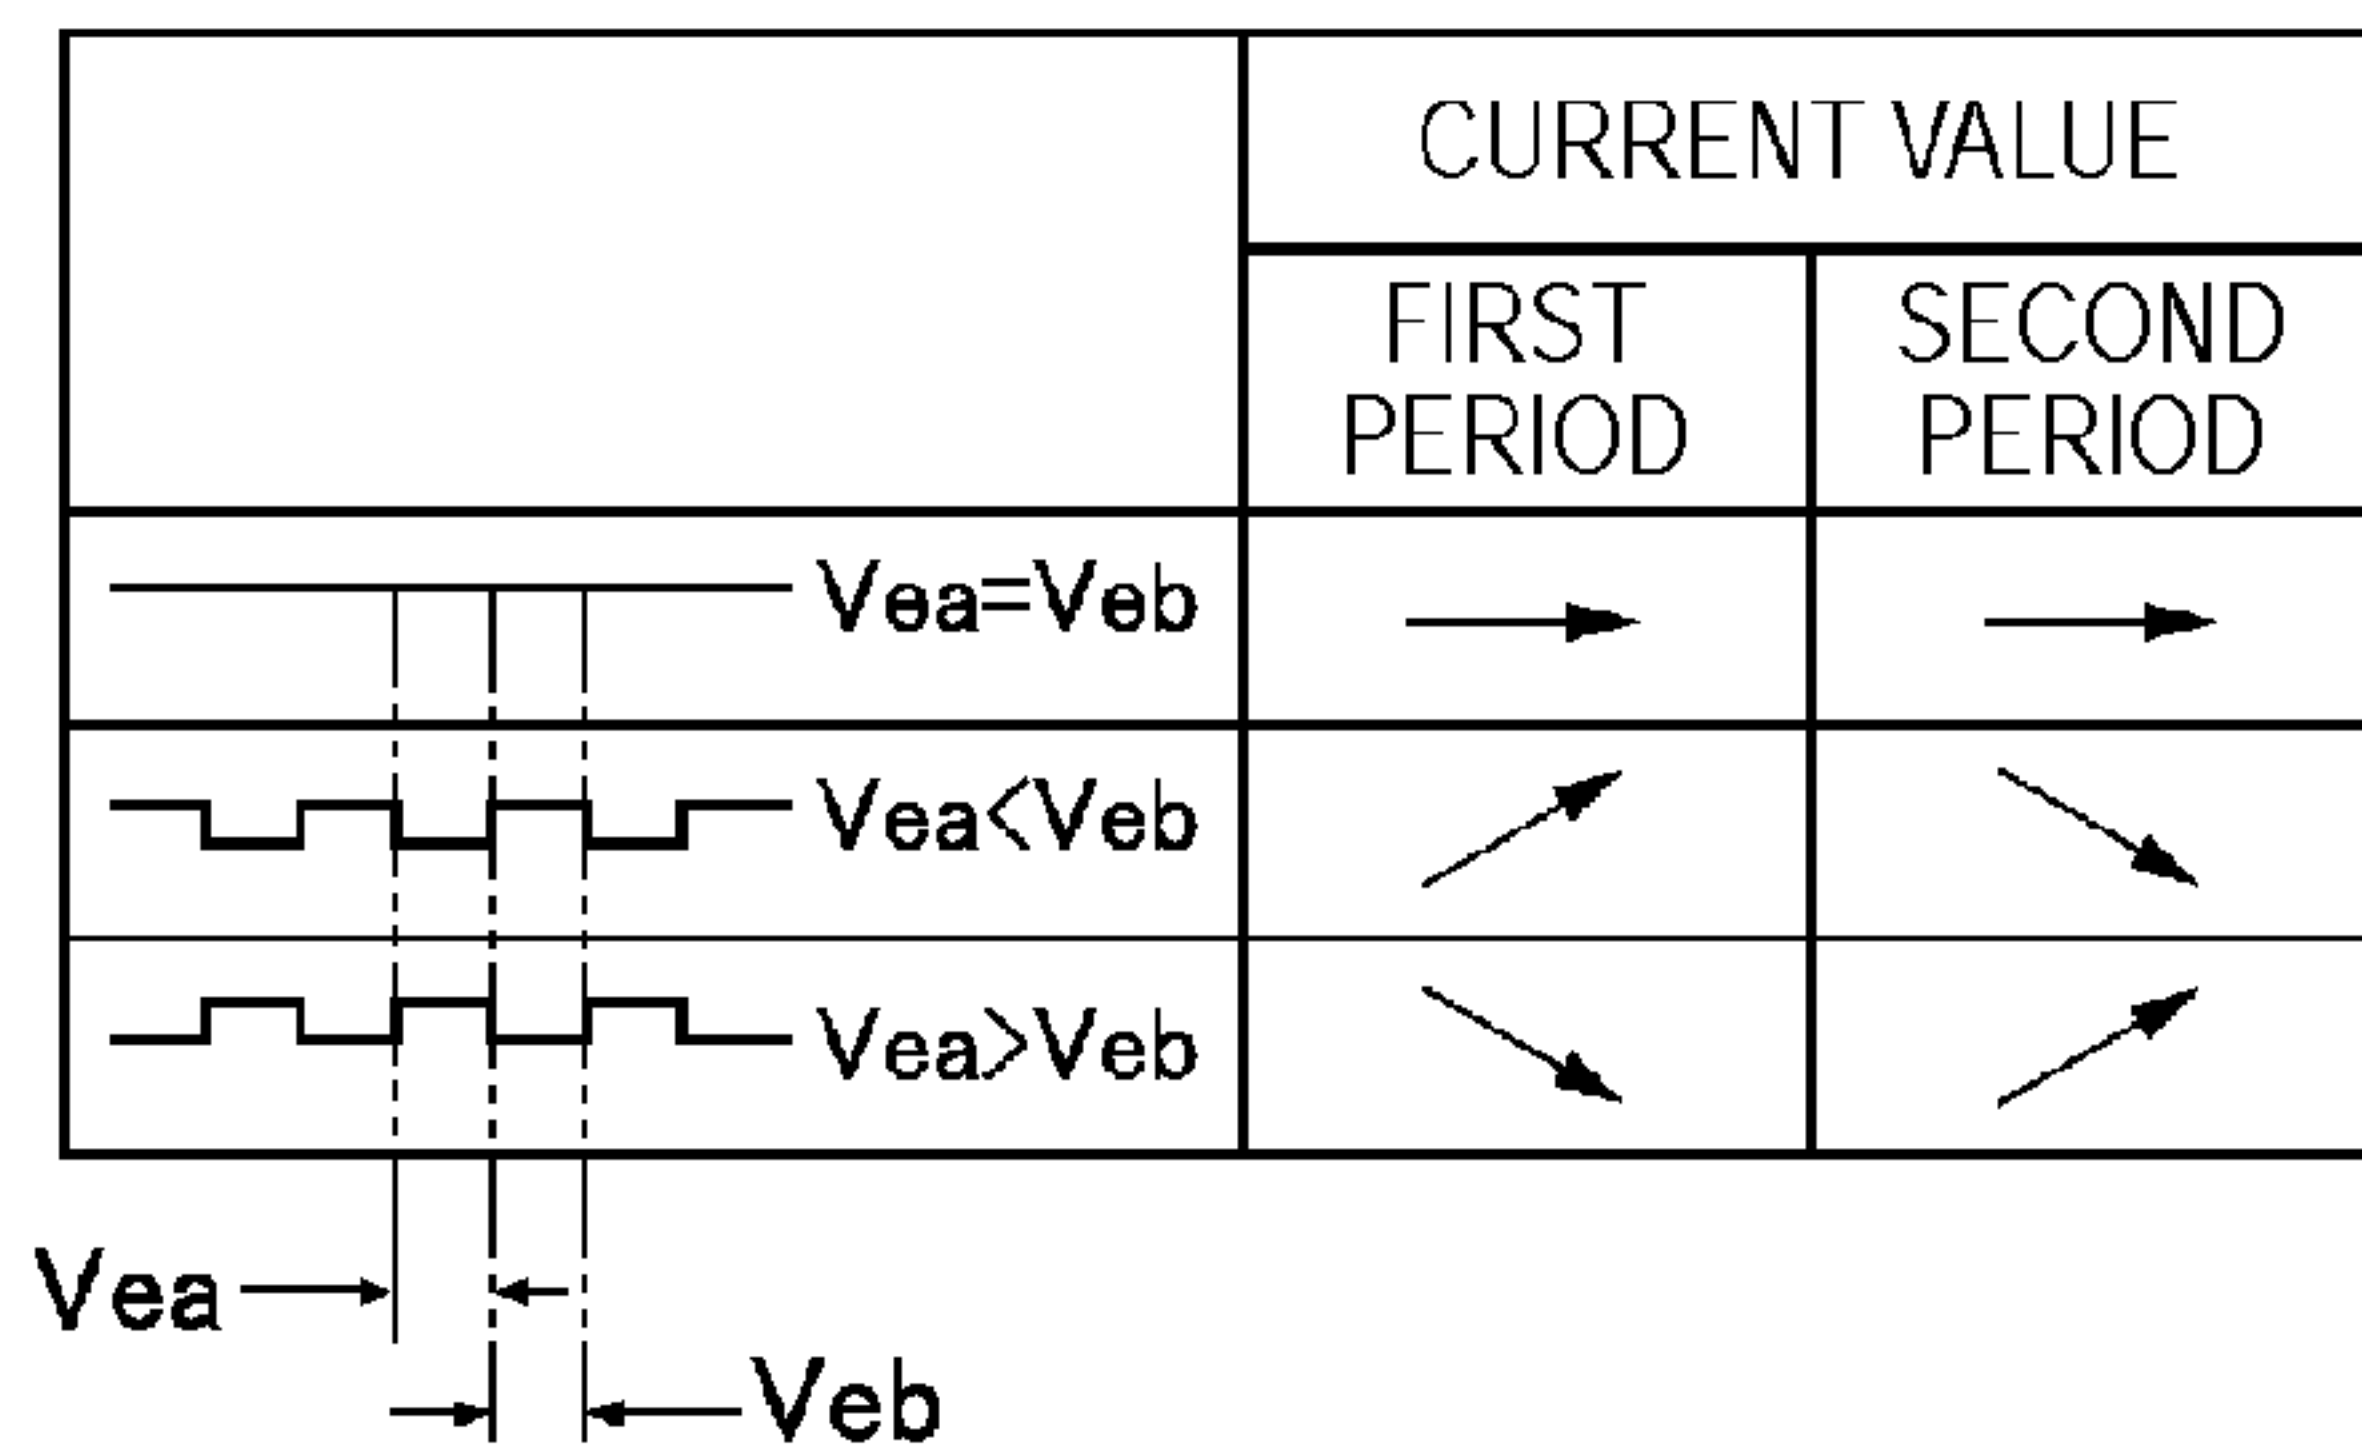 CURRENT VALUE
FIRST
PERIOD
SECOND
PERIOD
Vea=Veb
Vea<Veb
Vea>Veb
Vea
Veb